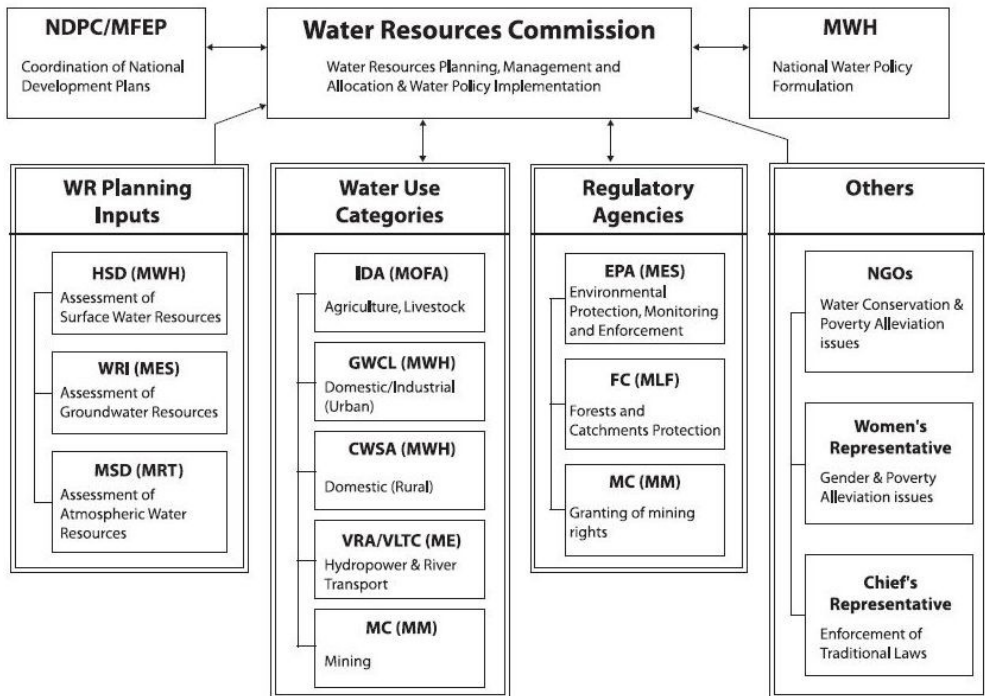 NDPC/MFEP
Coordination of National
Development Plans
Water Resources Commission
Water Resources Planning, Management and
Allocation & Water Policy Implementation
MWH
National Water Policy
Formulation
WR Planning
Inputs
HSD (MWH)
Assessment of
Surface Water Resources
WRI (MES)
Assessment of
Groundwater Resources
MSD (MRT)
Assessment of
Atmospheric Water
Resources
Water Use
Categories
IDA (MOFA)
Agriculture, Livestock
GWCL (MWH)
Domestic/Industrial
(Urban)
CWSA (MWH)
Domestic (Rural)
VRA/VLTC (ME)
Hydropower & River
Transport
MC (MM)
Mining
Regulatory
Agencies
EPA (MES)
Environmental
Protection, Monitoring
and Enforcement
FC (MLF)
Forests and
Catchments Protection
MC (MM)
Granting of mining
rights
Others
NGOs
Water Conservation &
Poverty Alleviation
issues
Women's
Representative
Gender & Poverty
Alleviation issues
Chief's
Representative
Enforcement of
Traditional Laws